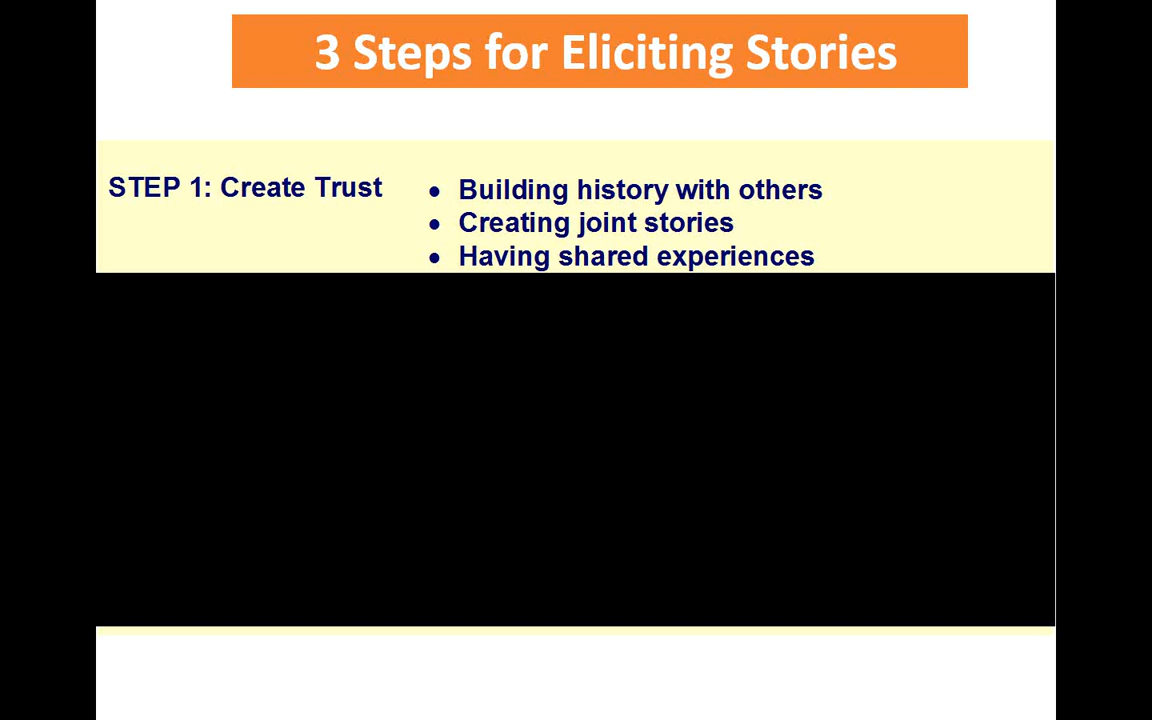 3 Steps for Eliciting Stories
STEP 1: Create Trust
• Building history with others
• Creating joint stories
• Having shared experiences